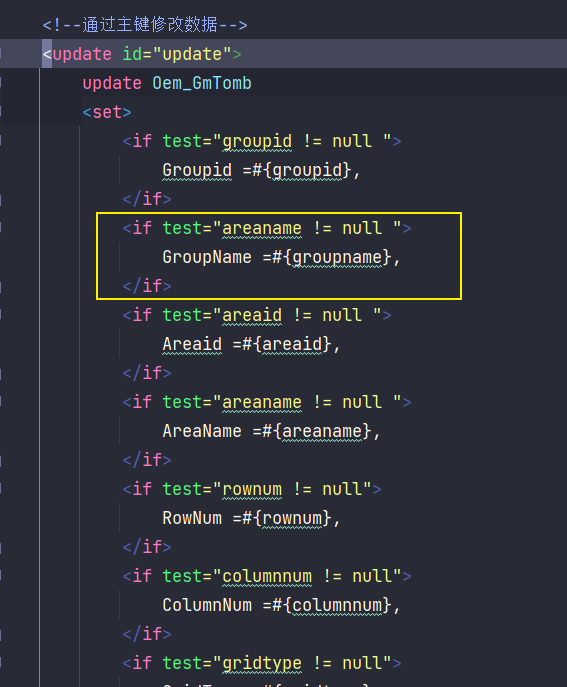 <!--通过主键修改数据-->
<update id="update">
update Oem_GmTomb
<set>
<if test="groupid != null ">
Groupid =#{groupid},
</if>
<if test="areaname != null ">
GroupName =#{groupname},
</if>
<if test="areaid != null ">
Areaid =#{areaid},
</if>
<if test="areaname != null ">
AreaName =#{areaname},
</if>
<if test="rownum != null">
RowNum =#{rownum},
</if>
<if test="columnnum != null">
ColumnNum =#{columnnum},
</if>
<if test="gridtype != null">